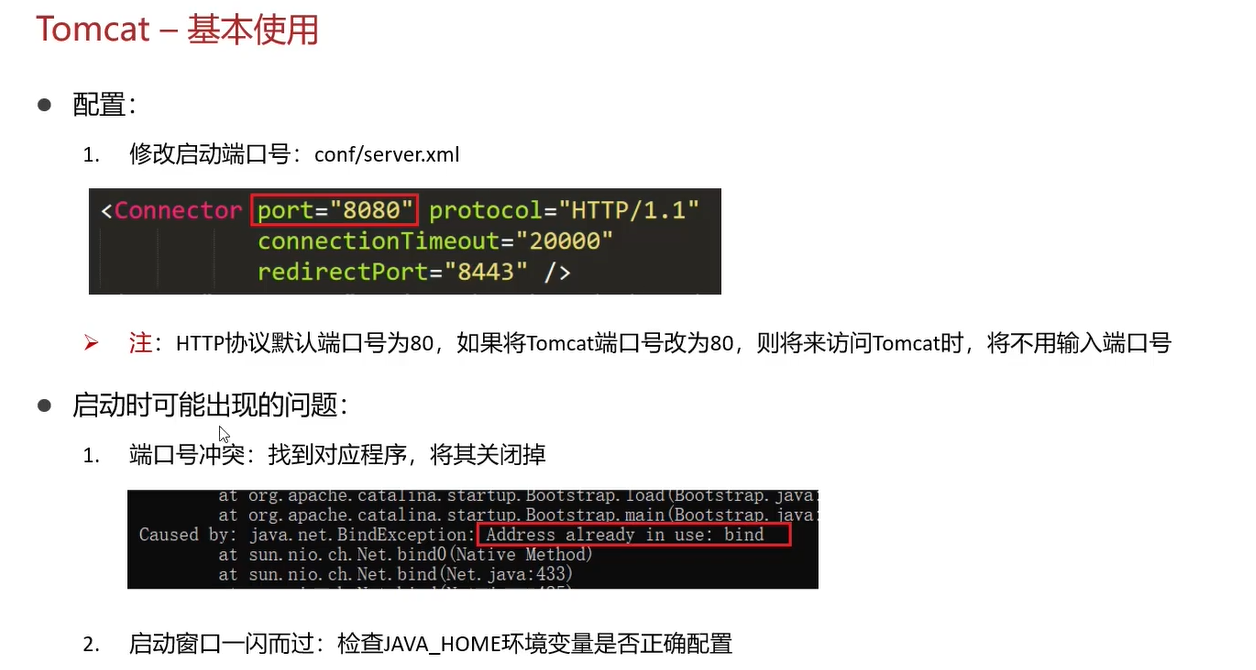 Tomcat – 基本使用
● 配置：
1. 修改启动端口号：conf/server.xml
<Connector port="8080" protocol="HTTP/1.1"
connectionTimeout="20000"
redirectPort="8443" />
➢ 注：HTTP协议默认端口号为80，如果将Tomcat端口号改为80，则将来访问Tomcat时，将不用输入端口号
● 启动时可能出现的问题：
1. 端口号冲突：找到对应程序，将其关闭掉
at org.apache.catalina.startup.Bootstrap.load(Bootstrap.java:
at org.apache.catalina.startup.Bootstrap.main(Bootstrap.java:
Caused by: java.net.BindException: Address already in use: bind
at sun.nio.ch.Net.bind0(Native Method)
at sun.nio.ch.Net.bind(Net.java:433)
2. 启动窗口一闪而过：检查JAVA_HOME环境变量是否正确配置